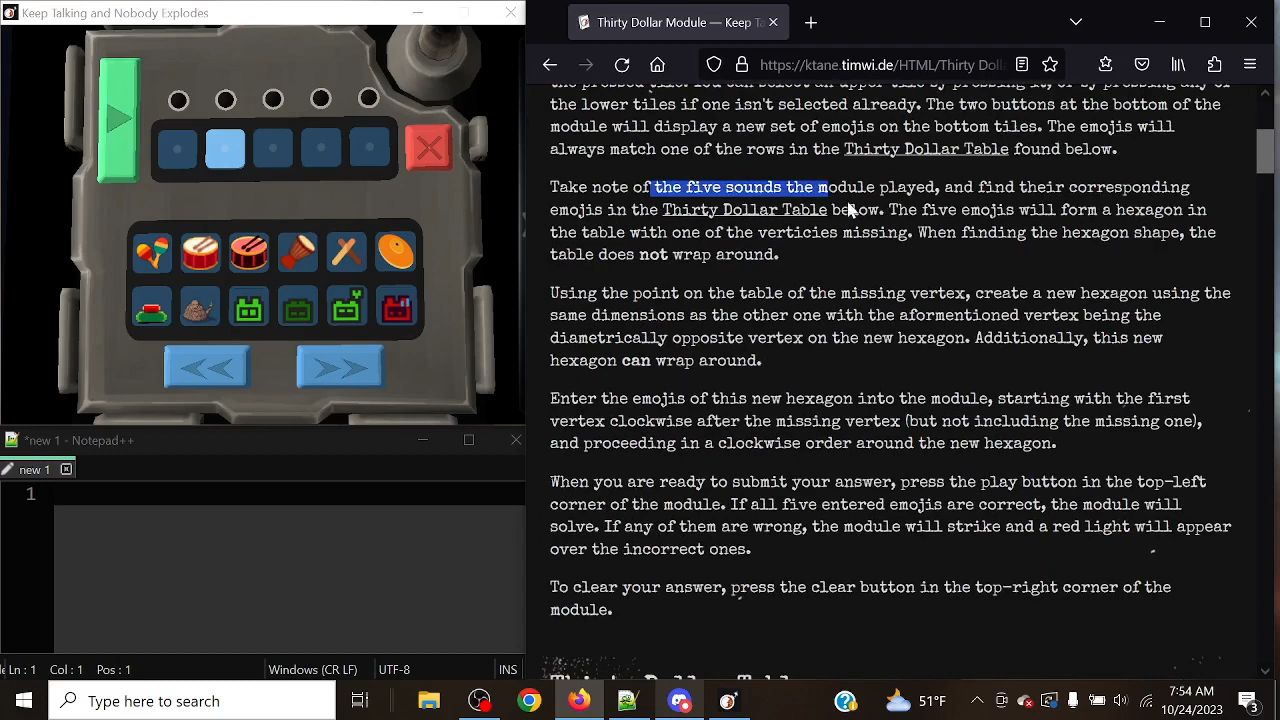 Keep Talking and Nobody Explodes
*new 1 - Notepad++
new 1
1
Ln : 1 Col : 1 Pos : 1 Windows (CR LF) UTF-8 INS
Thirty Dollar Module — Keep Ta
https://ktane.timwi.de/HTML/Thirty Doll
the pressed tile. You can select an upper tile by pressing it, or by pressing any of
the lower tiles if one isn't selected already. The two buttons at the bottom of the
module will display a new set of emojis on the bottom tiles. The emojis will
always match one of the rows in the Thirty Dollar Table found below.
Take note of the five sounds the module played, and find their corresponding
emojis in the Thirty Dollar Table below. The five emojis will form a hexagon in
the table with one of the verticies missing. When finding the hexagon shape, the
table does not wrap around.
Using the point on the table of the missing vertex, create a new hexagon using the
same dimensions as the other one with the aformentioned vertex being the
diametrically opposite vertex on the new hexagon. Additionally, this new
hexagon can wrap around.
Enter the emojis of this new hexagon into the module, starting with the first
vertex clockwise after the missing vertex (but not including the missing one),
and proceeding in a clockwise order around the new hexagon.
When you are ready to submit your answer, press the play button in the top-left
corner of the module. If all five entered emojis are correct, the module will
solve. If any of them are wrong, the module will strike and a red light will appear
over the incorrect ones.
To clear your answer, press the clear button in the top-right corner of the
module.
Type here to search
51°F
7:54 AM
10/24/2023